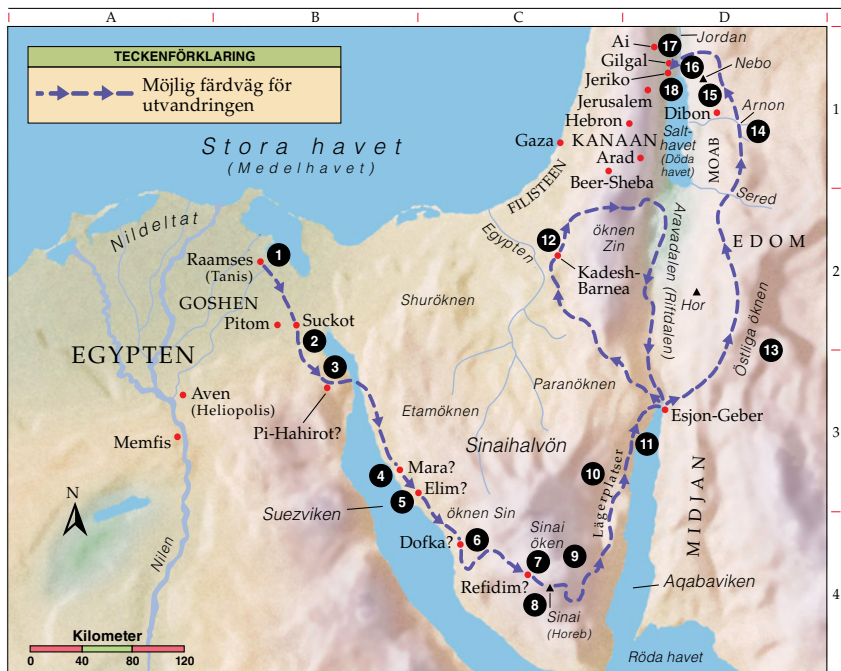 A
B
C
D
TECKENFÖRKLARING
Möjlig färdväg för
utvandringen
Stora havet
(Medelhavet)
Ai
17
Jordan
Gilgal
16
Nebo
Jeriko
18
15
Jerusalem
Dibon
Arnon
14
1
Hebron
Gaza
KANAAN
Salt-
havet
(Döda
havet)
MOAB
Arad
Beer-Sheba
FILISTEEN
Sered
Nildeltat
Egypten
12
öknen
Zin
Aravadalen (Riftdalen)
EDOM
1
Raamses
(Tanis)
Kadesh-
Barnea
Hor
2
GOSHEN
Shuröknen
Pitom
Suckot
2
Östliga öknen
13
EGYPTEN
3
Paranöknen
Aven
(Heliopolis)
Etamöknen
Esjon-Geber
Pi-Hahirot?
Memfis
Sinaihalvön
11
3
4
Mara?
10
Lägerplatser
5
Elim?
MIDJAN
N
Suezviken
öknen Sin
6
Sinai
öken
Dofka?
7
9
Nilen
Refidim?
8
Sinai
(Horeb)
Aqabaviken
4
Kilometer
0
40
80
120
Röda havet